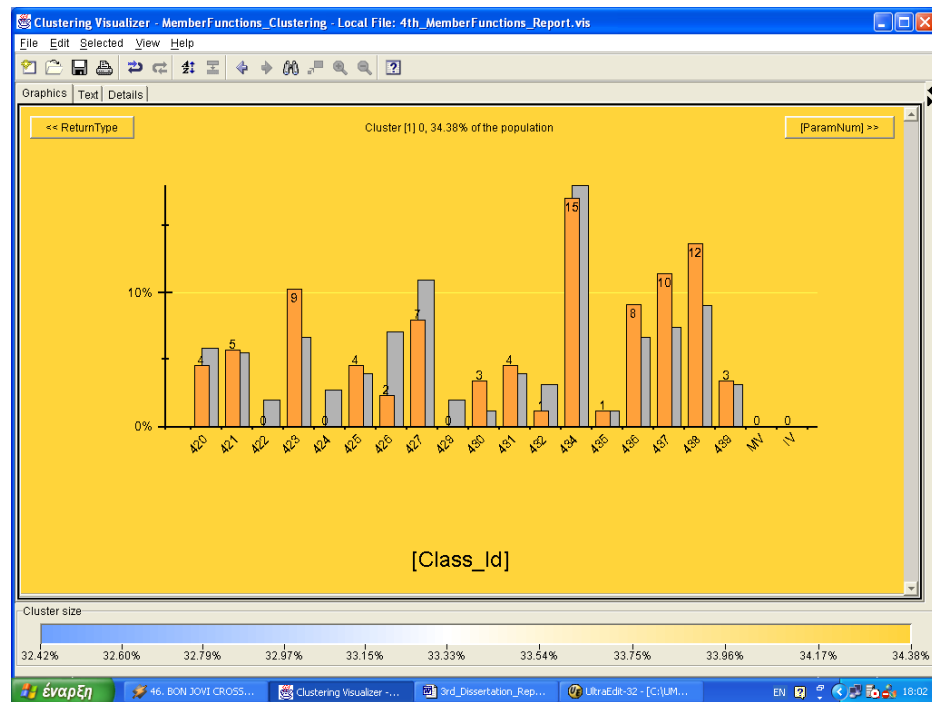 Clustering Visualizer - MemberFunctions_Clustering - Local File: 4th_MemberFunctions_Report.vis
File Edit Selected View Help
Graphics Text Details
<< ReturnType
Cluster [1] 0, 34.38% of the population
[ParamNum] >>
15
12
10%
9
10
8
7
5
4
4
2
3
4
1
1
3
0
0
0
0
0
0%
420 421 422 423 424 425 426 427 429 430 431 432 434 435 436 437 438 439 MV IV
[Class_Id]
Cluster size
32.42% 32.60% 32.79% 32.97% 33.15% 33.33% 33.54% 33.75% 33.96% 34.17% 34.38%
έναρξη 46. BON JOVI CROSS... Clustering Visualizer -... 3rd_Dissertation_Rep... UltraEdit-32 - [C:\UM... EN 18:02